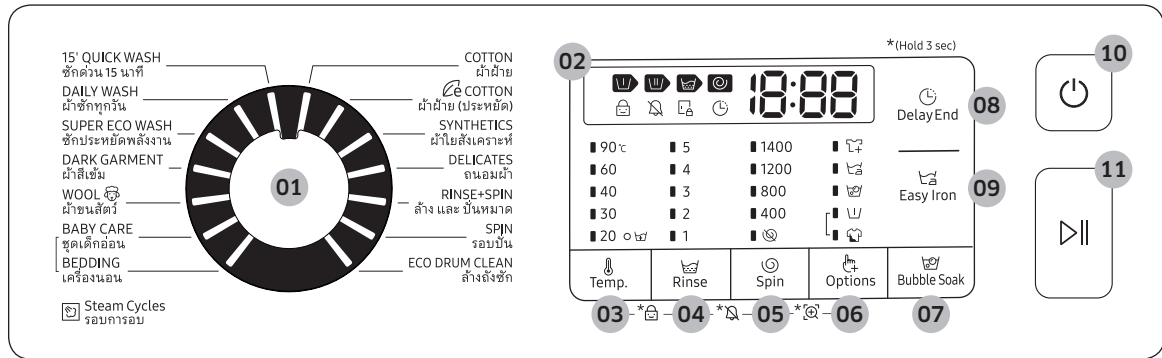 15' QUICK WASH
ซักด่วน 15 นาที
DAILY WASH
ผ้าซักทุกวัน
SUPER ECO WASH
ซักประหยัดพลังงาน
DARK GARMENT
ผ้าสีเข้ม
WOOL
ผ้าขนสัตว์
BABY CARE
ชุดเด็กอ่อน
BEDDING
เครื่องนอน
Steam Cycles
รอบการอบ
01
COTTON
ผ้าฝ้าย
e COTTON
ผ้าฝ้าย (ประหยัด)
SYNTHETICS
ผ้าใยสังเคราะห์
DELICATES
ถนอมผ้า
RINSE+SPIN
ล้าง และ ปั่นหมาด
SPIN
รอบปั่น
ECO DRUM CLEAN
ล้างถังซัก
*(Hold 3 sec)
02
18:88
90℃ 5 1400
60 4 1200
40 3 800
30 2 400
20 1
Delay End 08
Easy Iron 09
Temp. Rinse Spin Options Bubble Soak
03 * 04 * 05 * 06 07
10
11